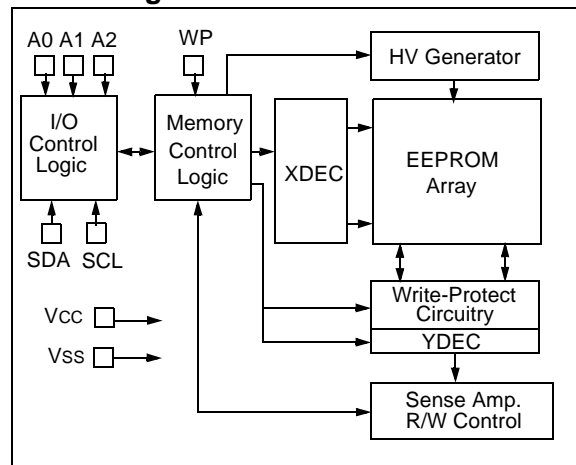 A0 A1 A2
WP
HV Generator
I/O
Control
Logic
Memory
Control
Logic
XDEC
EEPROM
Array
SDA
SCL
Write-Protect
Circuitry
YDEC
VCC
VSS
Sense Amp.
R/W Control